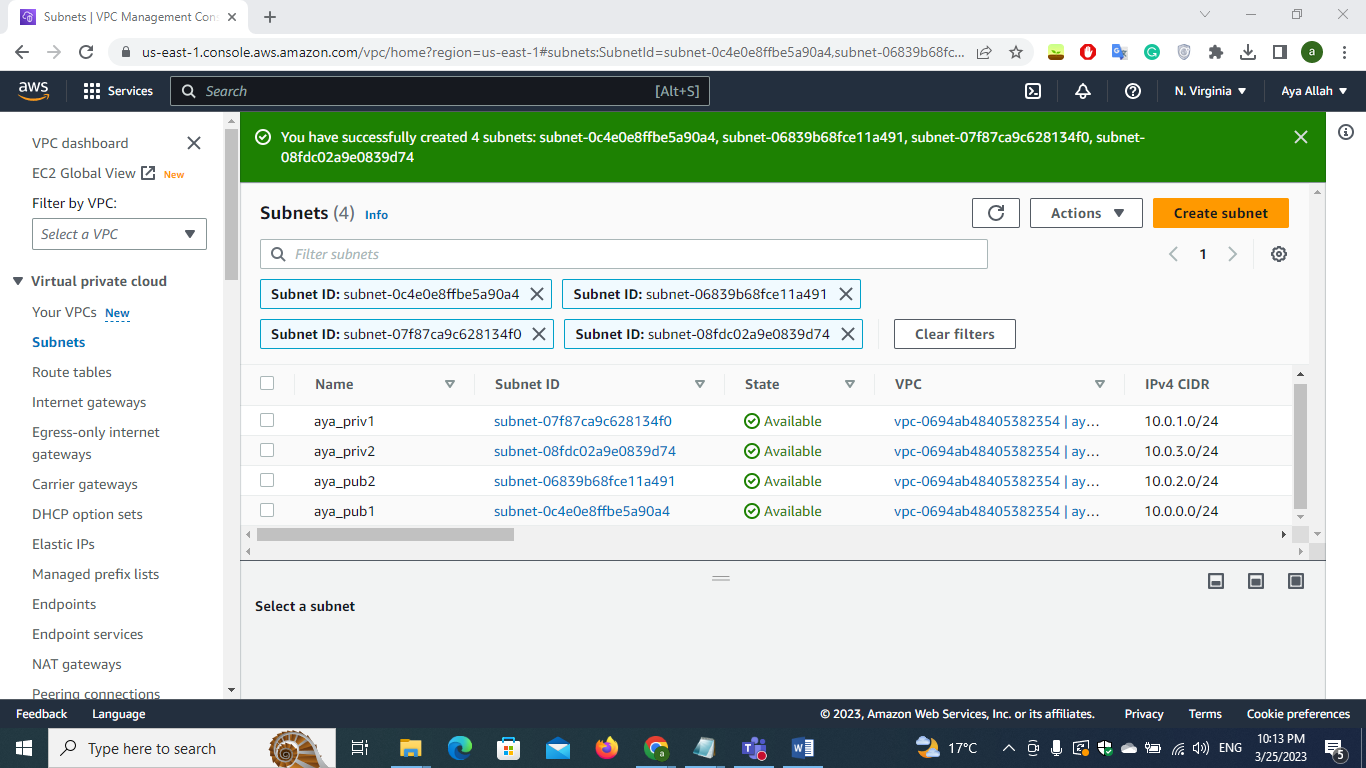 Subnets | VPC Management Con
us-east-1.console.aws.amazon.com/vpc/home?region=us-east-1#subnets:SubnetId=subnet-0c4e0e8ffbe5a90a4,subnet-06839b68fc...
a
aws
Services
Search
[Alt+S]
N. Virginia
Aya Allah
VPC dashboard
EC2 Global View New
Filter by VPC:
Select a VPC
Virtual private cloud
Your VPCs New
Subnets
Route tables
Internet gateways
Egress-only internet
gateways
Carrier gateways
DHCP option sets
Elastic IPs
Managed prefix lists
Endpoints
Endpoint services
NAT gateways
Peering connections
You have successfully created 4 subnets: subnet-0c4e0e8ffbe5a90a4, subnet-06839b68fce11a491, subnet-07f87ca9c628134f0, subnet-
08fdc02a9e0839d74
Subnets (4) Info
Actions
Create subnet
Filter subnets
1
Subnet ID: subnet-0c4e0e8ffbe5a90a4
Subnet ID: subnet-06839b68fce11a491
Subnet ID: subnet-07f87ca9c628134f0
Subnet ID: subnet-08fdc02a9e0839d74
Clear filters
Name Subnet ID State VPC IPv4 CIDR
aya_priv1 subnet-07f87ca9c628134f0 Available vpc-0694ab48405382354 | ay... 10.0.1.0/24
aya_priv2 subnet-08fdc02a9e0839d74 Available vpc-0694ab48405382354 | ay... 10.0.3.0/24
aya_pub2 subnet-06839b68fce11a491 Available vpc-0694ab48405382354 | ay... 10.0.2.0/24
aya_pub1 subnet-0c4e0e8ffbe5a90a4 Available vpc-0694ab48405382354 | ay... 10.0.0.0/24
Select a subnet
Feedback Language
© 2023, Amazon Web Services, Inc. or its affiliates. Privacy Terms Cookie preferences
Type here to search
17°C
ENG
10:13 PM
3/25/2023
5